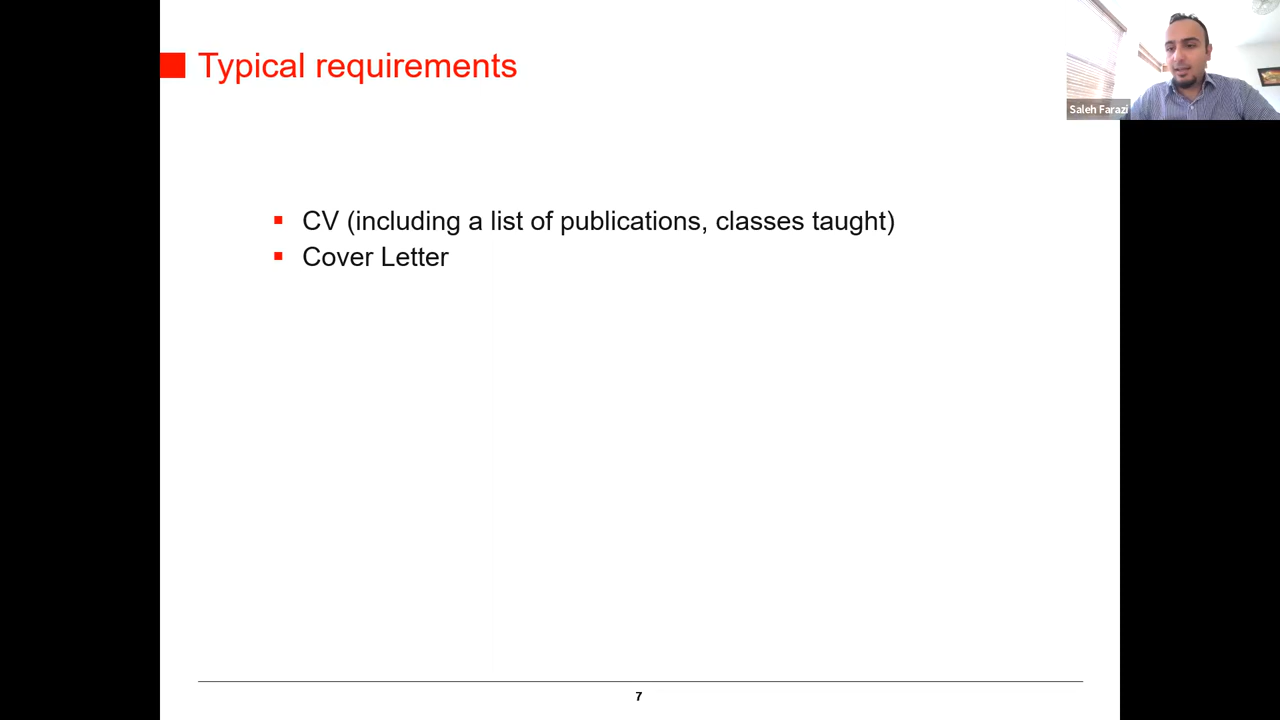 Typical requirements
Saleh Farazi
CV (including a list of publications, classes taught)
Cover Letter
7